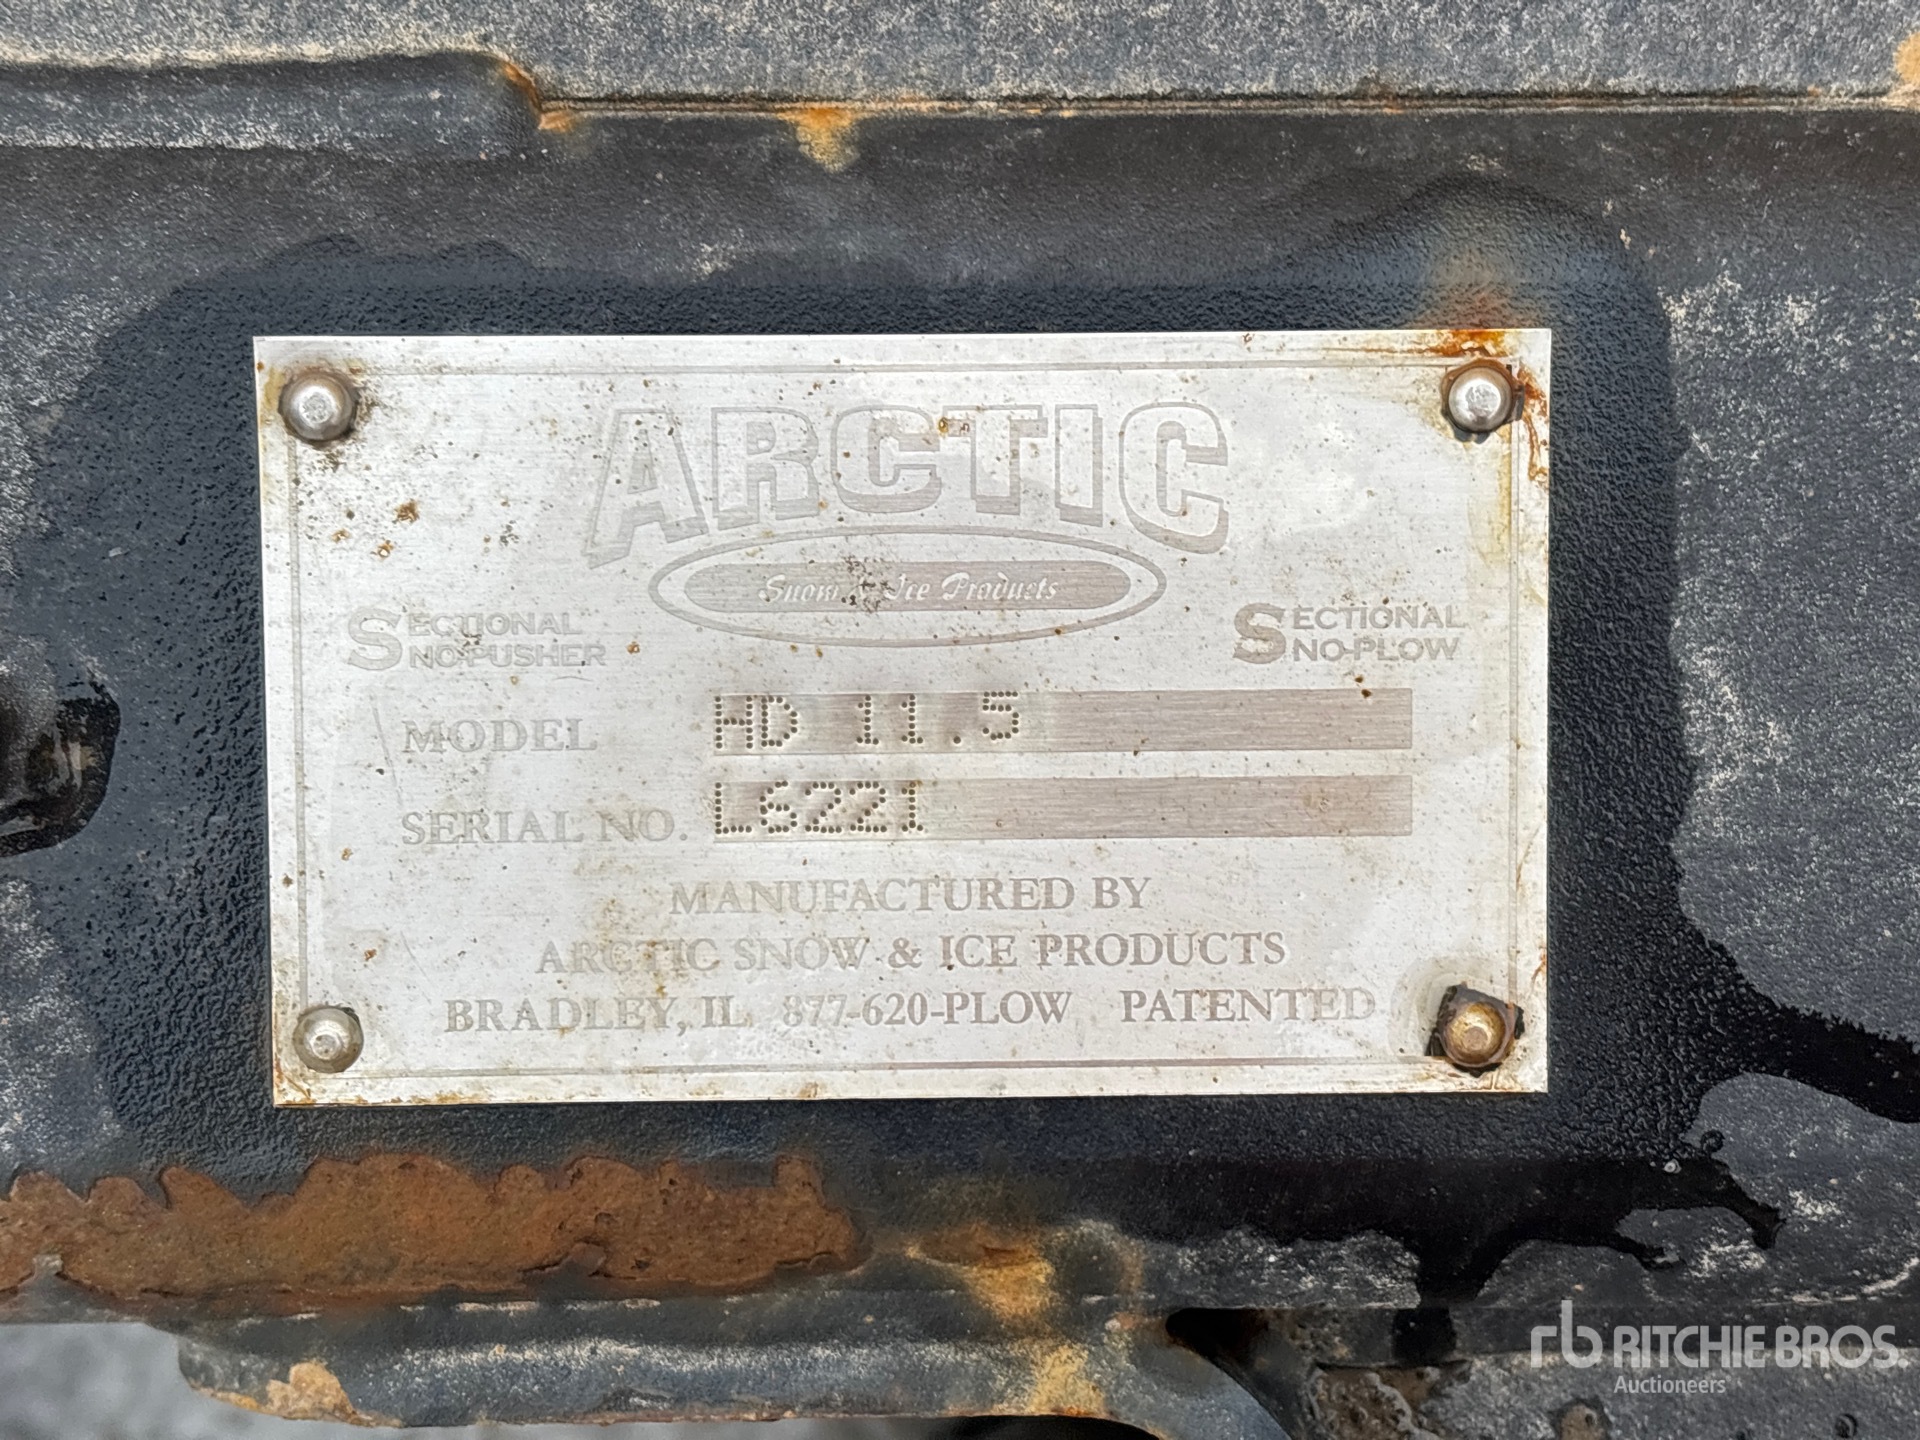 ARCTIC
Snow & Ice Products
SECTIONAL
SNO-PUSHER
SECTIONAL
SNO-PLOW
MODEL HD 11.5
SERIAL NO. L6221
MANUFACTURED BY
ARCTIC SNOW & ICE PRODUCTS
BRADLEY, IL 877-620-PLOW PATENTED
rb RITCHIE BROS.
Auctioneers